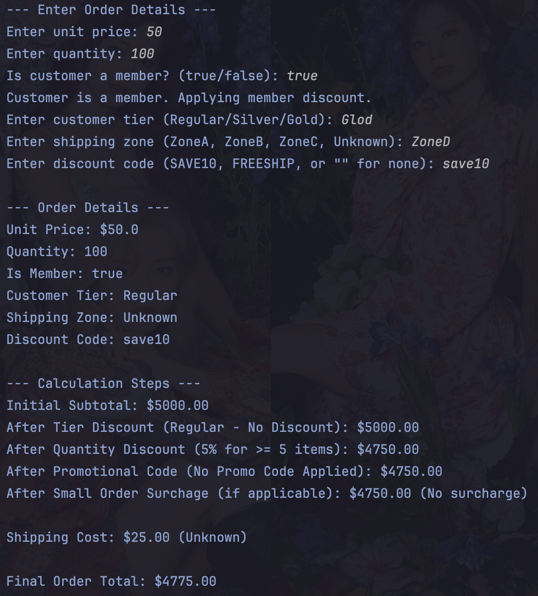 --- Enter Order Details ---
Enter unit price: 50
Enter quantity: 100
Is customer a member? (true/false): true
Customer is a member. Applying member discount.
Enter customer tier (Regular/Silver/Gold): Glod
Enter shipping zone (ZoneA, ZoneB, ZoneC, Unknown): ZoneD
Enter discount code (SAVE10, FREESHIP, or "" for none): save10
--- Order Details ---
Unit Price: $50.0
Quantity: 100
Is Member: true
Customer Tier: Regular
Shipping Zone: Unknown
Discount Code: save10
--- Calculation Steps ---
Initial Subtotal: $5000.00
After Tier Discount (Regular - No Discount): $5000.00
After Quantity Discount (5% for >= 5 items): $4750.00
After Promotional Code (No Promo Code Applied): $4750.00
After Small Order Surchage (if applicable): $4750.00 (No surcharge)
Shipping Cost: $25.00 (Unknown)
Final Order Total: $4775.00